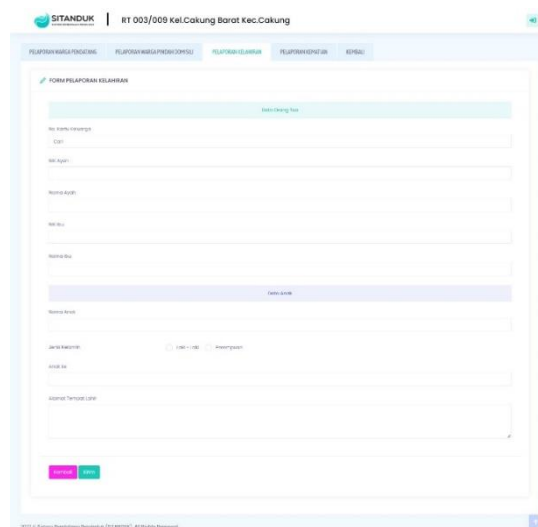 SITANDUK
RT 003/009 Kel.Cakung Barat Kec.Cakung
PELAPORAN WARGA PENDATANG PELAPORAN WARGA PINDAH DOMISILI PELAPORAN KELAHIRAN PELAPORAN KEMATIAN KEMBALI
FORM PELAPORAN KELAHIRAN
Data Orang Tua
No. Kartu Keluarga
Cari
NIK Ayah
Nama Ayah
NIK Ibu
Nama Ibu
Data Anak
Nama Anak
Jenis Kelamin Laki - Laki Perempuan
Anak Ke
Alamat Tempat Lahir
Kembali Kirim